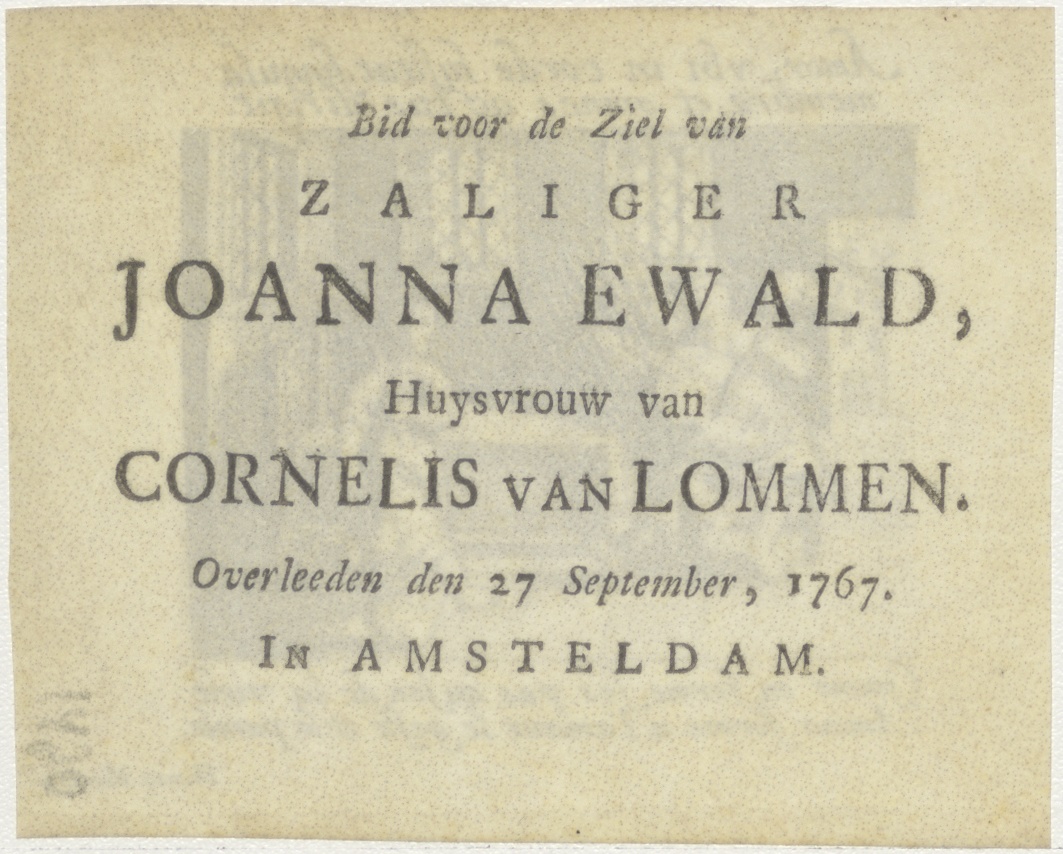 Bid voor de Ziel van
ZALIGER
JOANNA EWALD,
Huysvrouw van
CORNELIS VAN LOMMEN.
Overleeden den 27 September, 1767.
IN AMSTELDAM.